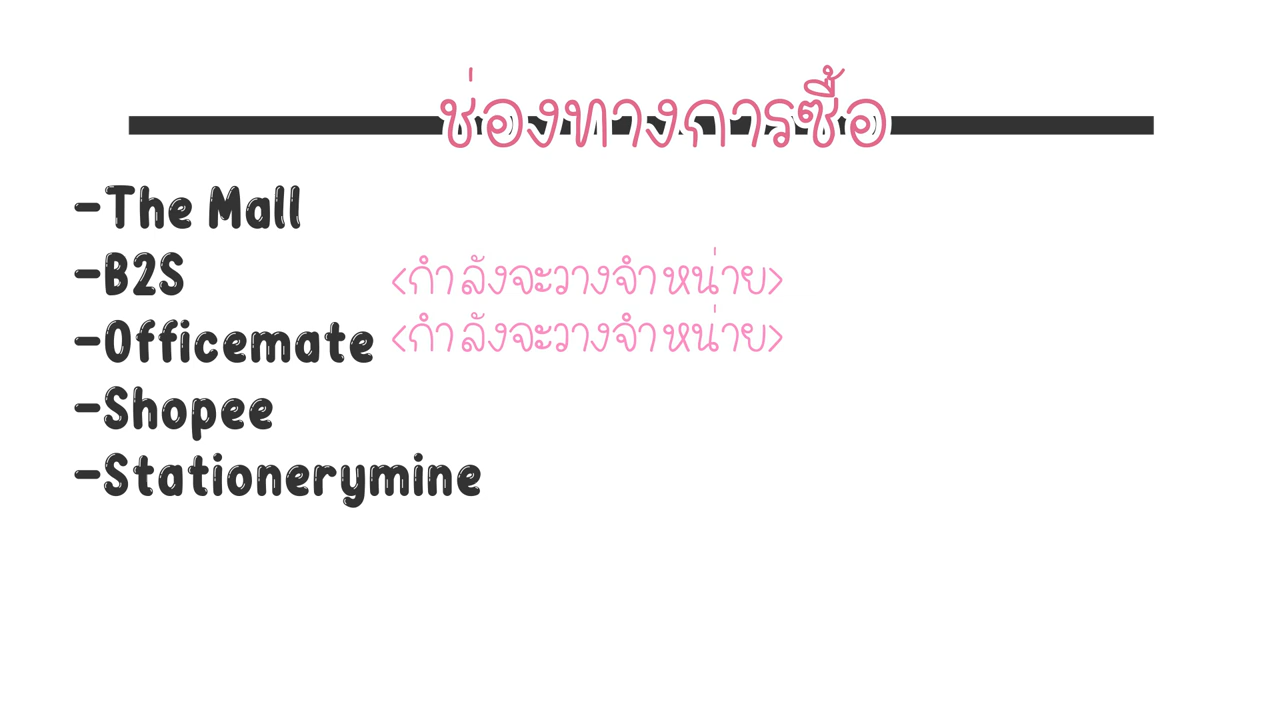 ช่องทางการซื้อ
-The Mall
-B2S <กำลังจะวางจำหน่าย>
-Officemate <กำลังจะวางจำหน่าย>
-Shopee
-Stationerymine